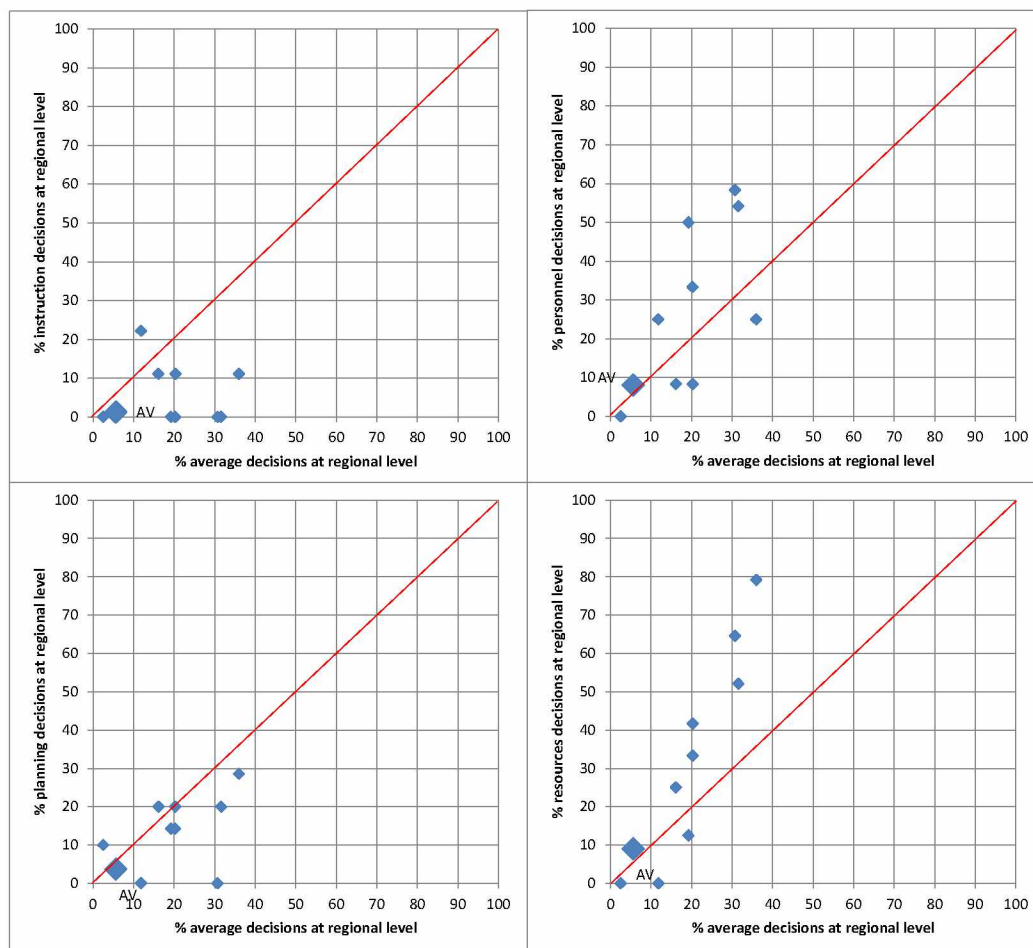 100
90
80
70
60
50
40
30
20
10
0
% instruction decisions at regional level
AV
0 10 20 30 40 50 60 70 80 90 100
% average decisions at regional level
100
90
80
70
60
50
40
30
20
10
0
% personnel decisions at regional level
AV
0 10 20 30 40 50 60 70 80 90 100
% average decisions at regional level
100
90
80
70
60
50
40
30
20
10
0
% planning decisions at regional level
AV
0 10 20 30 40 50 60 70 80 90 100
% average decisions at regional level
100
90
80
70
60
50
40
30
20
10
0
% resources decisions at regional level
AV
0 10 20 30 40 50 60 70 80 90 100
% average decisions at regional level